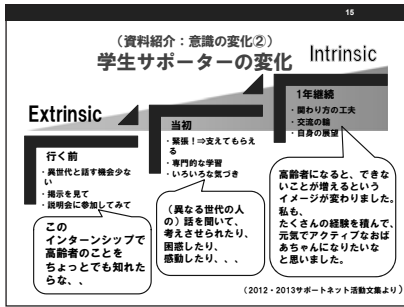 15
（資料紹介：意識の変化②）
学生サポーターの変化
Intrinsic
Extrinsic
行く前
・異世代と話す機会少な
い
・掲示を見て
・説明会に参加してみて
この
インターンシップで
高齢者のことを
ちょっとでも知れた
らな、、
当初
・緊張！⇒支えてもらえ
る
・専門的な学習
・いろいろな気づき
（異なる世代の人
の）話を聞いて、
考えさせられたり、
困惑したり、
感動したり、、、
1年継続
・関わり方の工夫
・交流の輪
・自身の展望
高齢者になると、できな
いことが増えるという
イメージが変わりました。
私も、
たくさんの経験を積んで、
元気でアクティブなおば
あちゃんになりたいな
と思いました。
（2012・2013サポートネット活動文集より）